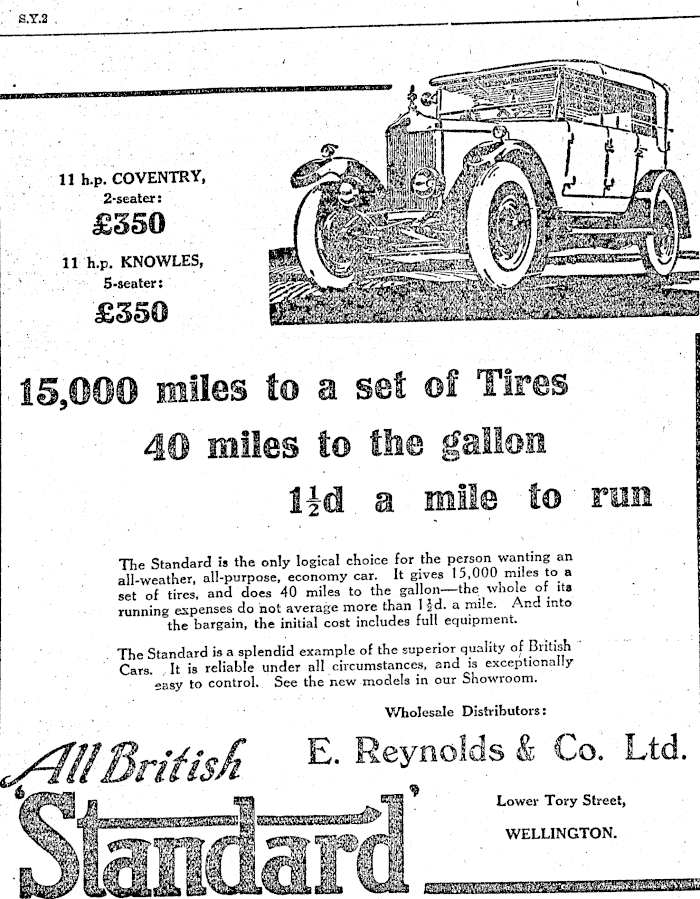 S.Y.2
11 h.p. COVENTRY,
2-seater:
£350
11 h.p. KNOWLES,
5-seater:
£350
15,000 miles to a set of Tires
40 miles to the gallon
1½d a mile to run
The Standard is the only logical choice for the person wanting an
all-weather, all-purpose, economy car. It gives 15,000 miles to a
set of tires, and does 40 miles to the gallon—the whole of its
running expenses do not average more than 1½d. a mile. And into
the bargain, the initial cost includes full equipment.
The Standard is a splendid example of the superior quality of British
Cars. It is reliable under all circumstances, and is exceptionally
easy to control. See the new models in our Showroom.
Wholesale Distributors:
E. Reynolds & Co. Ltd.
Lower Tory Street,
WELLINGTON.
All British
'Standard'